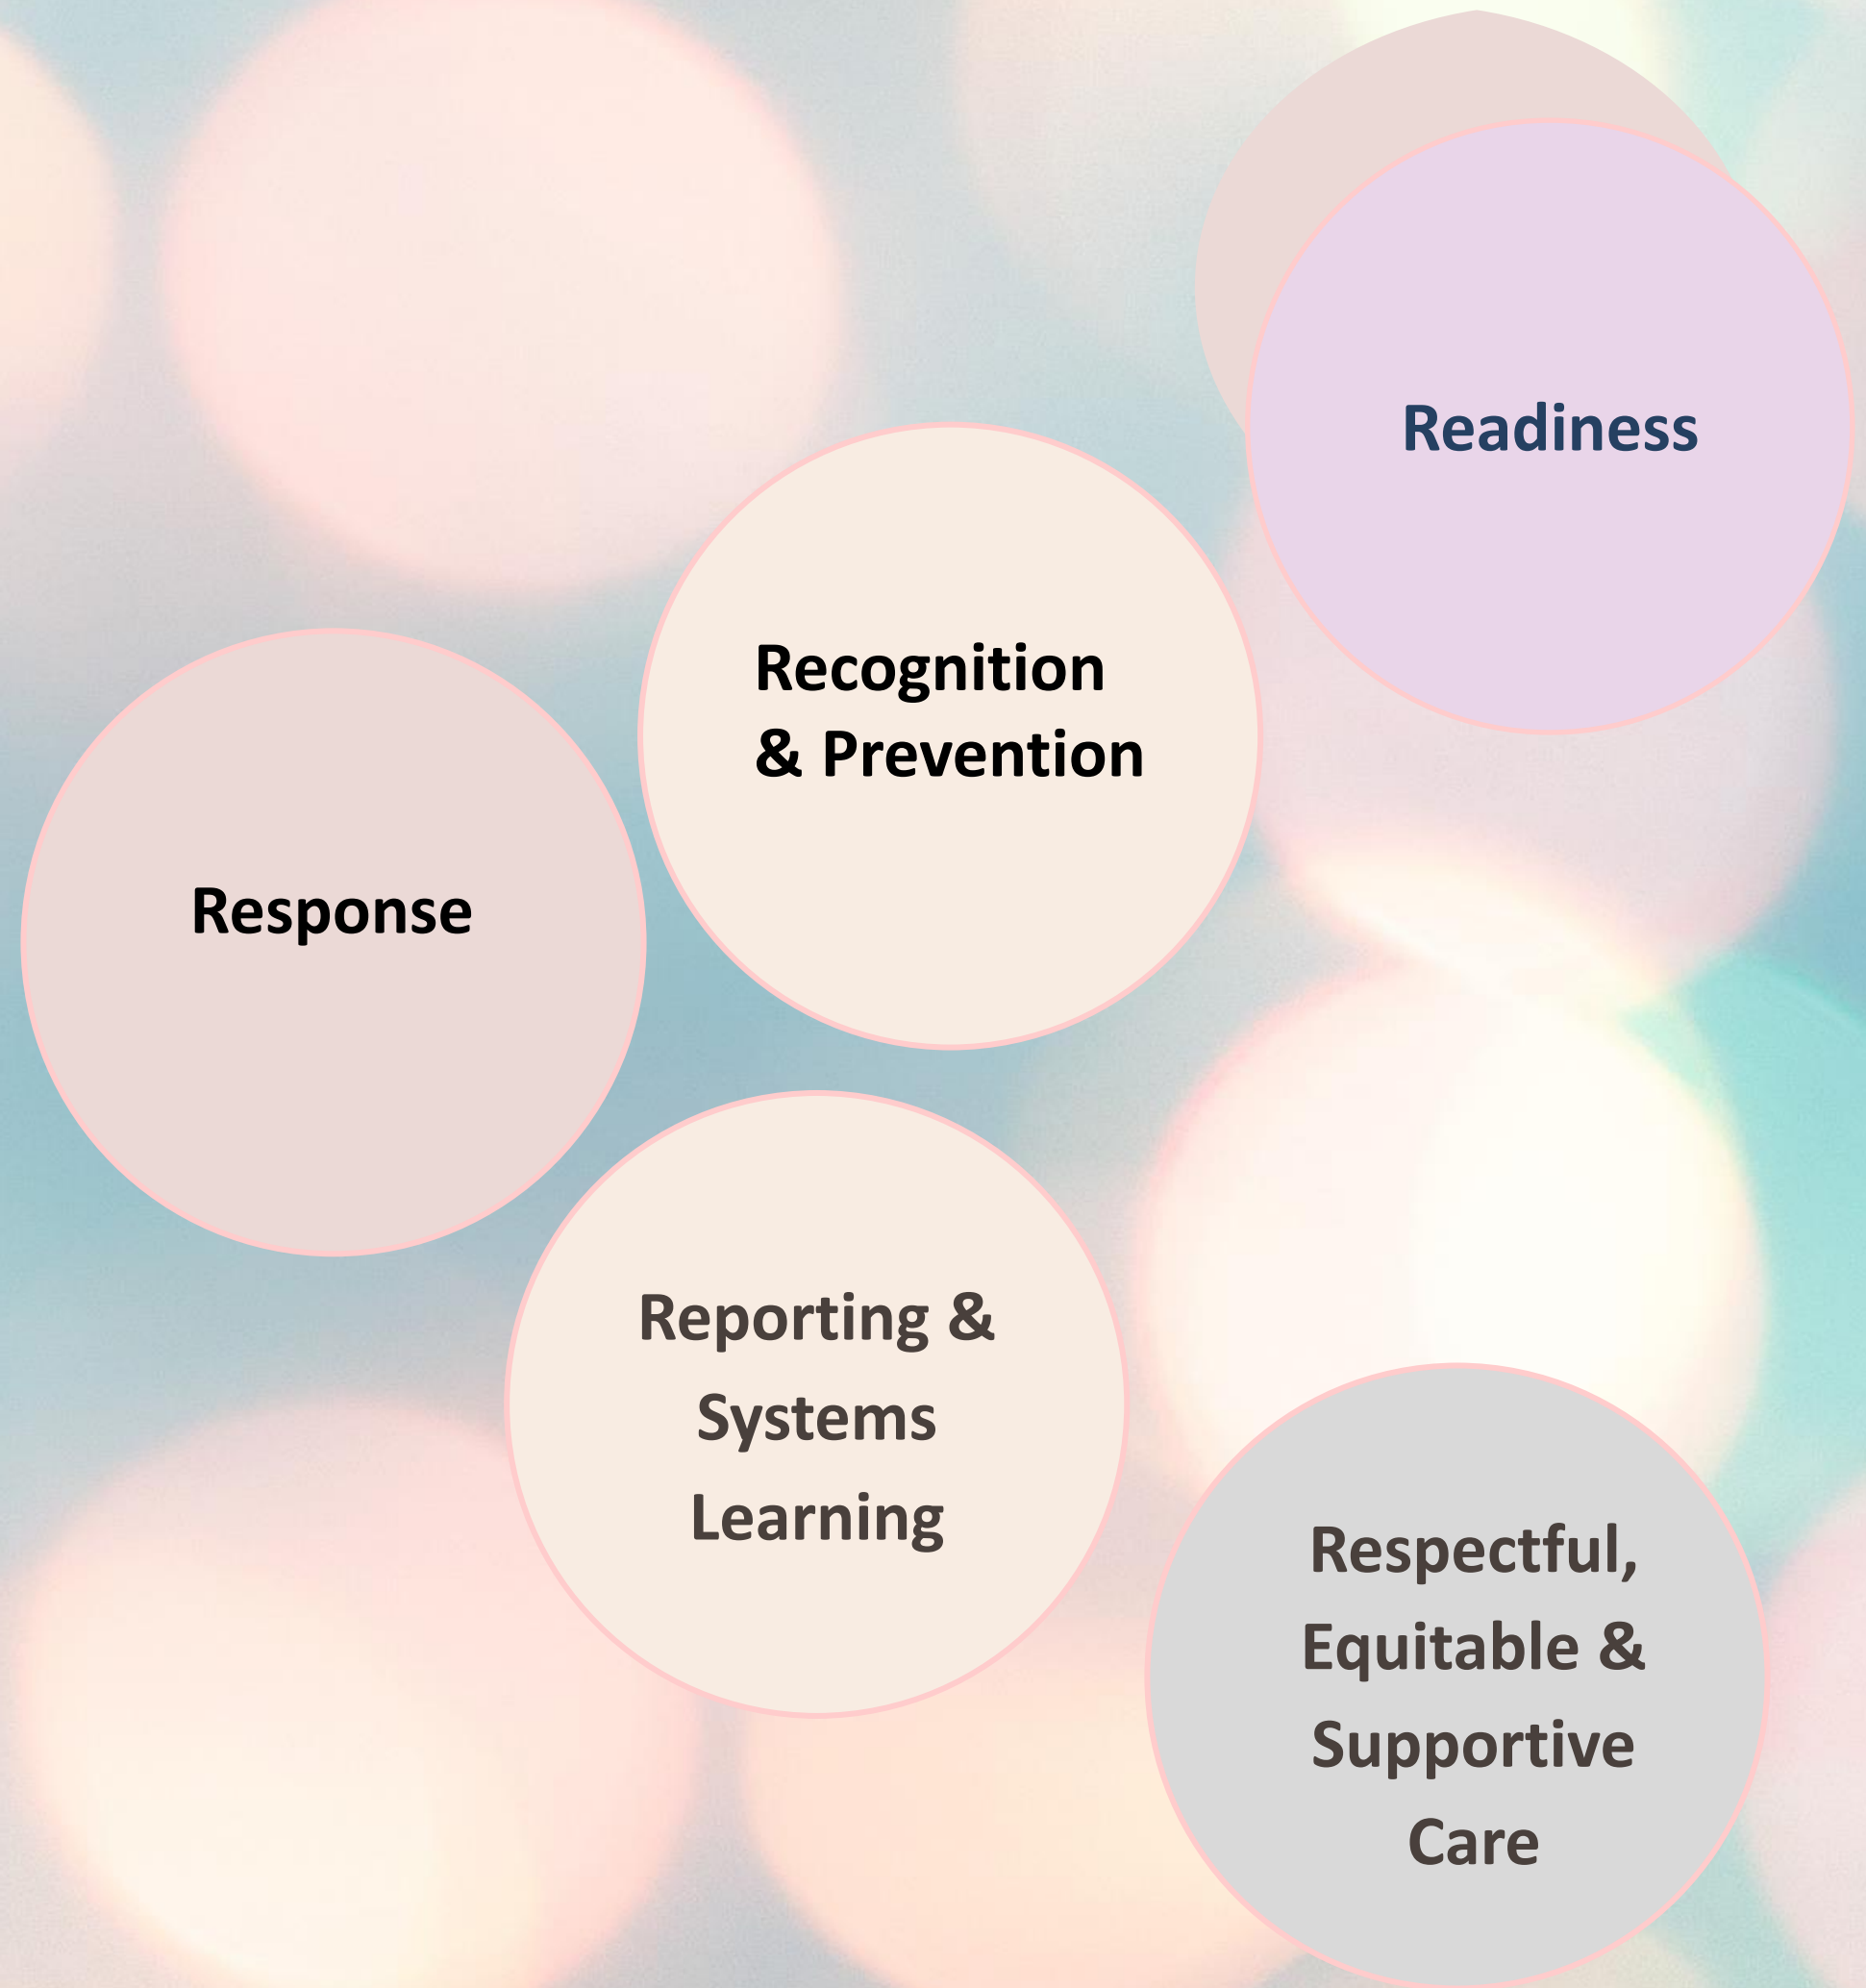 Readiness
Recognition
& Prevention
Response
Reporting &
Systems
Learning
Respectful,
Equitable &
Supportive
Care